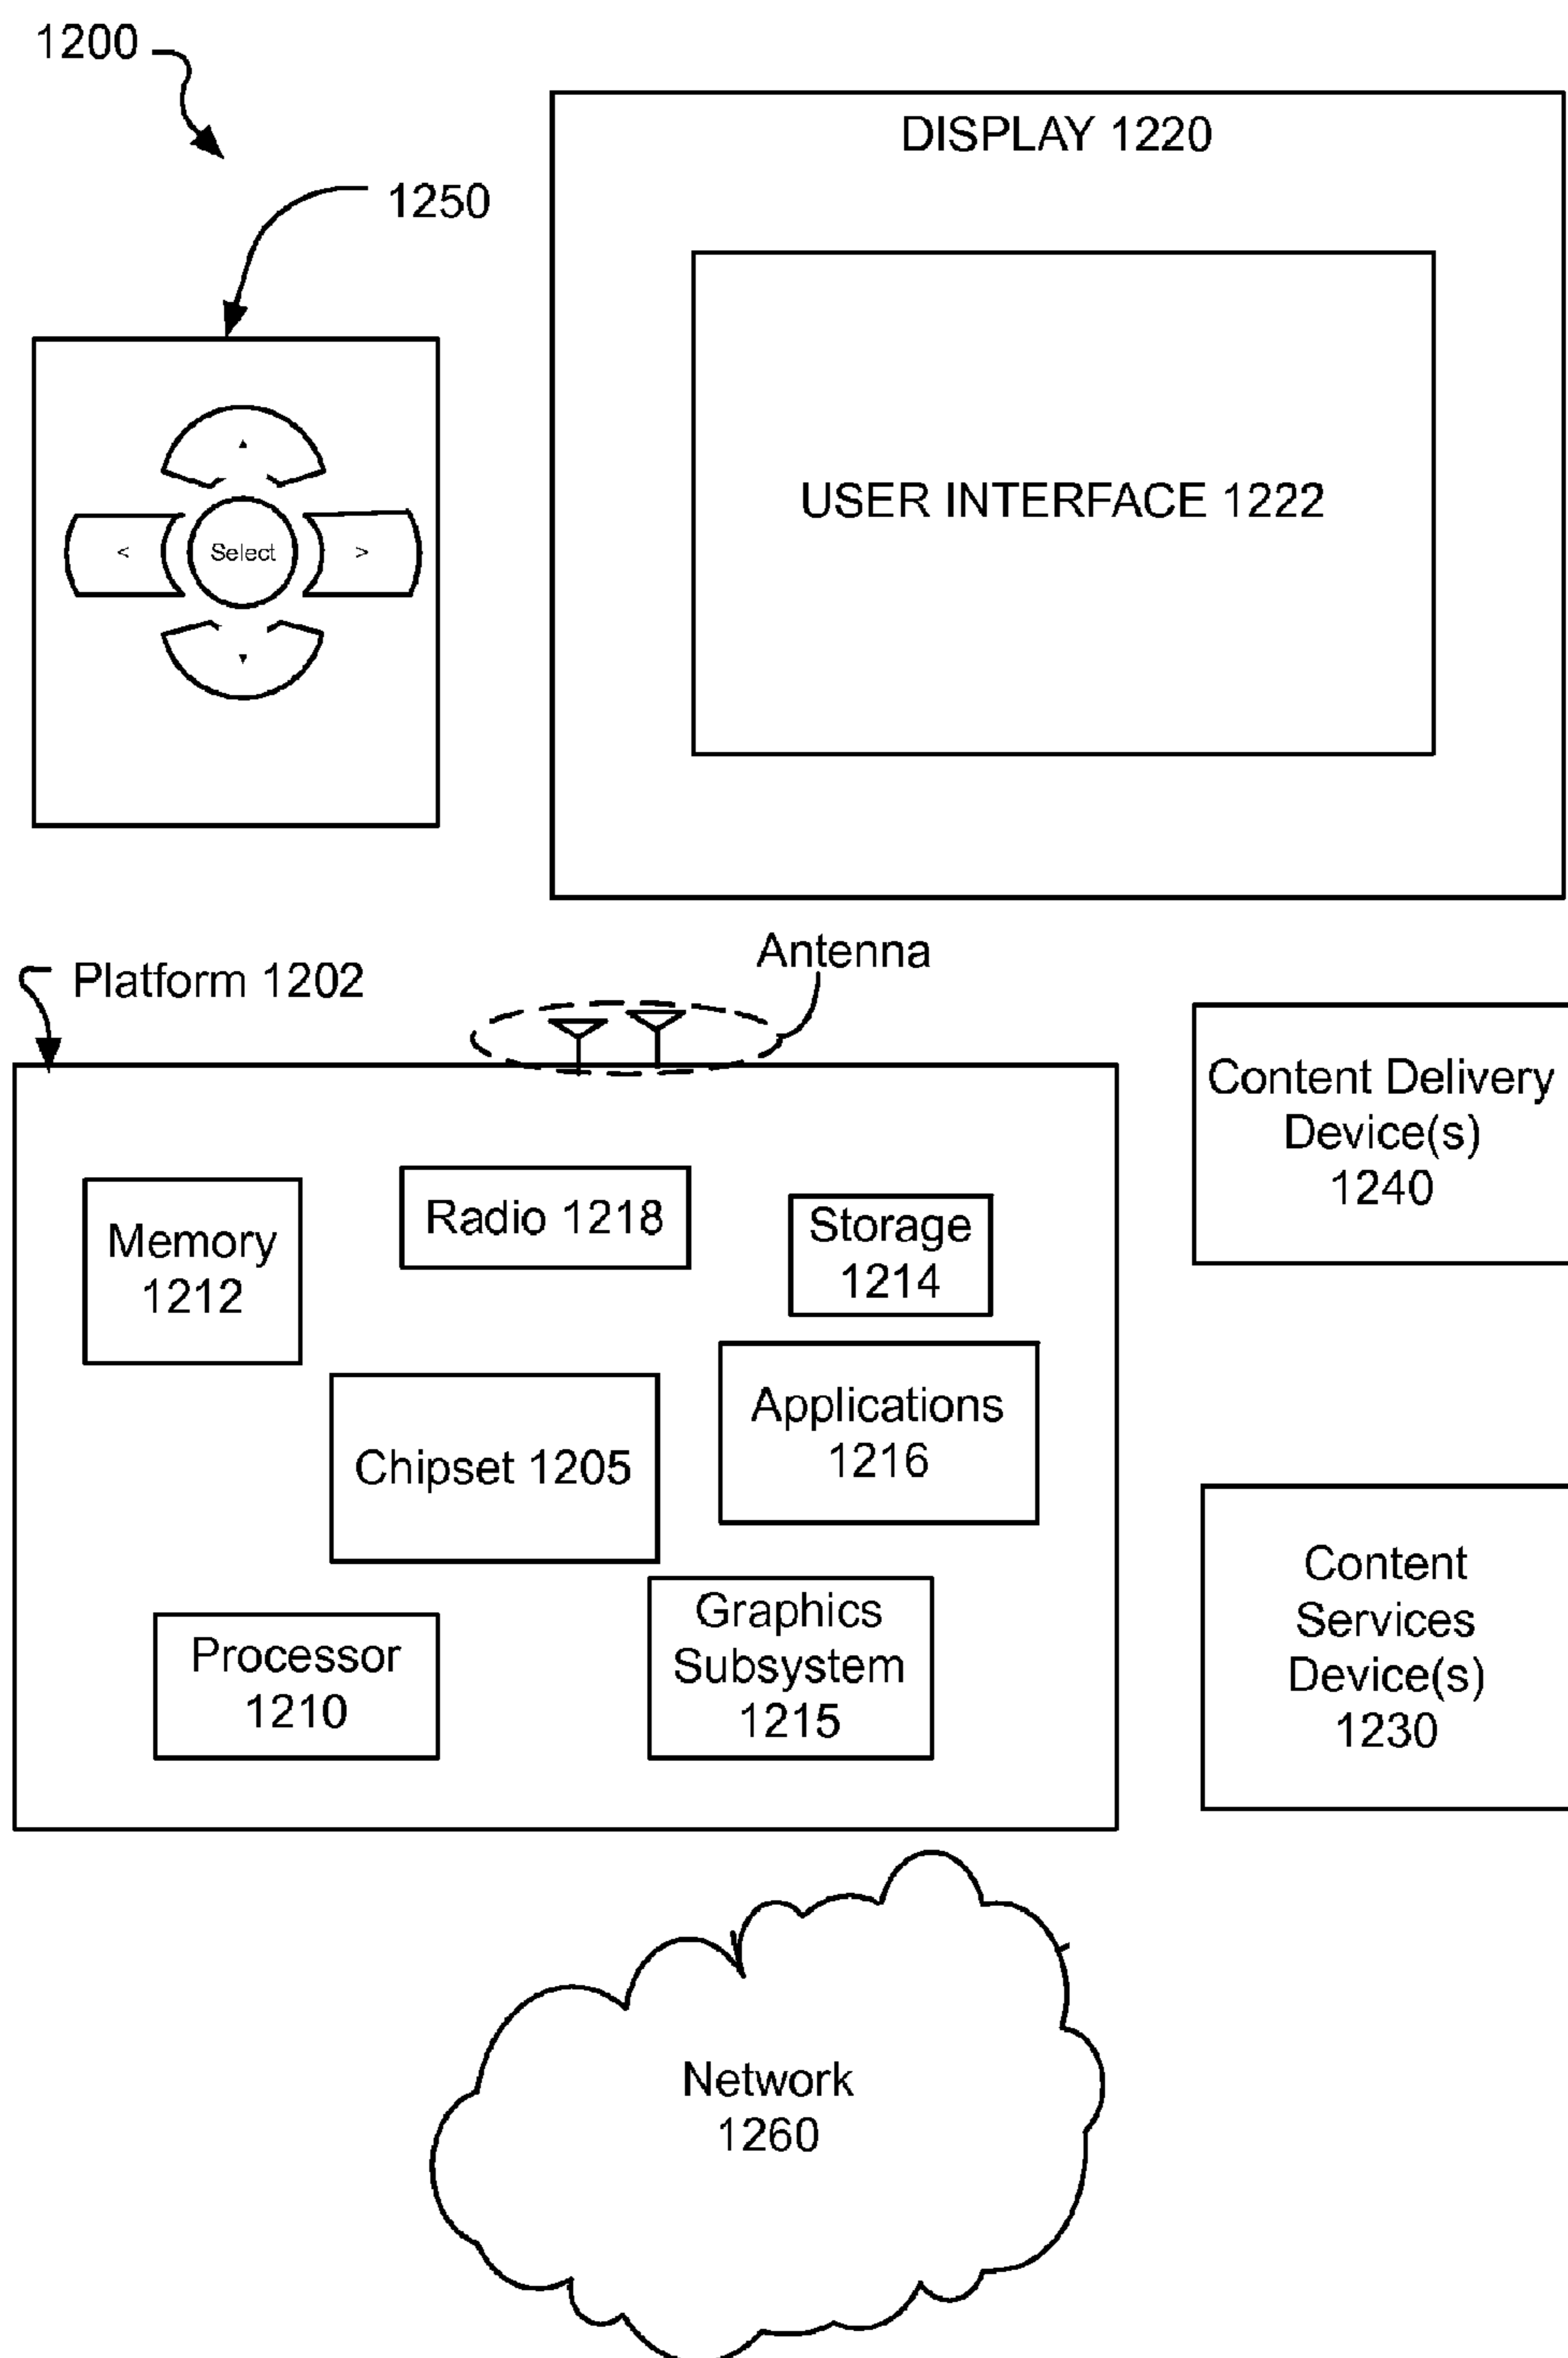 1200
1250
DISPLAY 1220
USER INTERFACE 1222
<
Select
>
Platform 1202
Antenna
Memory
1212
Radio 1218
Storage
1214
Chipset 1205
Applications
1216
Processor
1210
Graphics
Subsystem
1215
Content Delivery
Device(s)
1240
Content
Services
Device(s)
1230
Network
1260